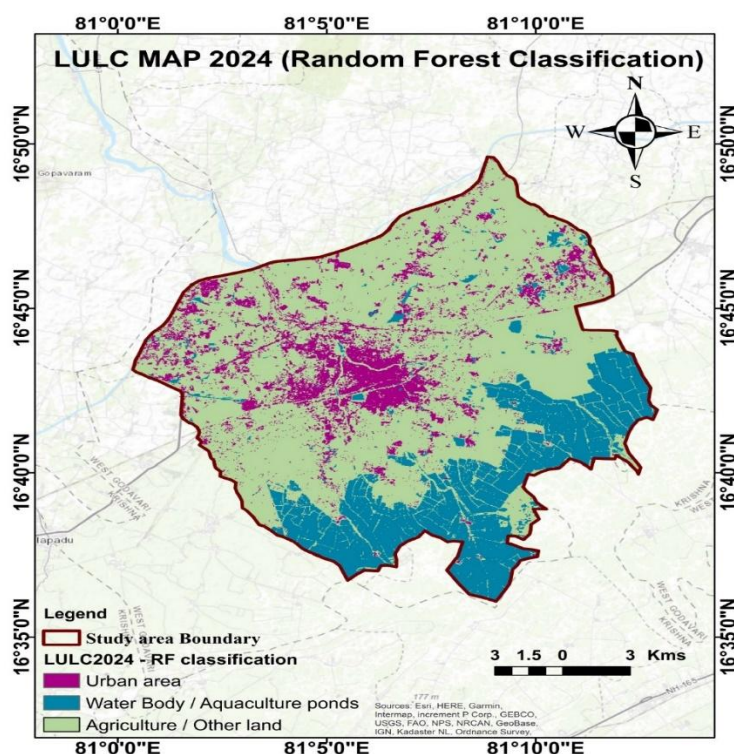 81°0'0"E 81°5'0"E 81°10'0"E
LULC MAP 2024 (Random Forest Classification)
N
W E
S
16°50'0"N 16°50'0"N
Gopavaram
16°45'0"N 16°45'0"N
16°40'0"N 16°40'0"N
WEST GODAVARI
KRISHNA
KRISHNA
WEST
lapadu
16°35'0"N 16°35'0"N
Legend
Study area Boundary
LULC2024 - RF classification
Urban area
Water Body / Aquaculture ponds
Agriculture / Other land
WEST GODAVARI
KRISHNA
3 1.5 0 3 Kms
177 m
NH-165
Sources: Esri, HERE, Garmin,
Intermap, increment P Corp., GEBCO,
USGS, FAO, NPS, NRCAN, GeoBase,
IGN, Kadaster NL, Ordnance Survey,
81°0'0"E 81°5'0"E 81°10'0"E